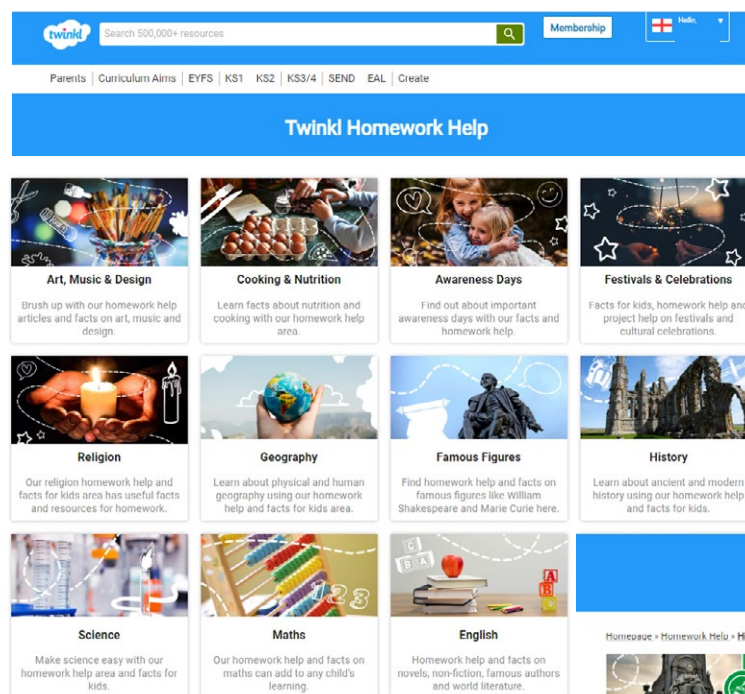 twinkl
Search 500,000+ resources
Membership
Hello,
Parents | Curriculum Aims | EYFS | KS1 KS2 | KS3/4 | SEND EAL | Create
Twinkl Homework Help
Art, Music & Design
Brush up with our homework help
articles and facts on art, music and
design.
Cooking & Nutrition
Learn facts about nutrition and
cooking with our homework help
area.
Awareness Days
Find out about important
awareness days with our facts and
homework help.
Festivals & Celebrations
Facts for kids, homework help and
project help on festivals and
cultural celebrations.
Religion
Our religion homework help and
facts for kids area has useful facts
and resources for homework.
Geography
Learn about physical and human
geography using our homework
help and facts for kids area.
Famous Figures
Find homework help and facts on
famous figures like William
Shakespeare and Marie Curie here.
History
Learn about ancient and modern
history using our homework help
and facts for kids.
Science
Make science easy with our
homework help area and facts for
kids.
123
Maths
Our homework help and facts on
maths can add to any child's
learning.
C
B A
A
B
C
English
Homework help and facts on
novels, non-fiction, famous authors
and world literature.
Homepage » Homework Help » Hi